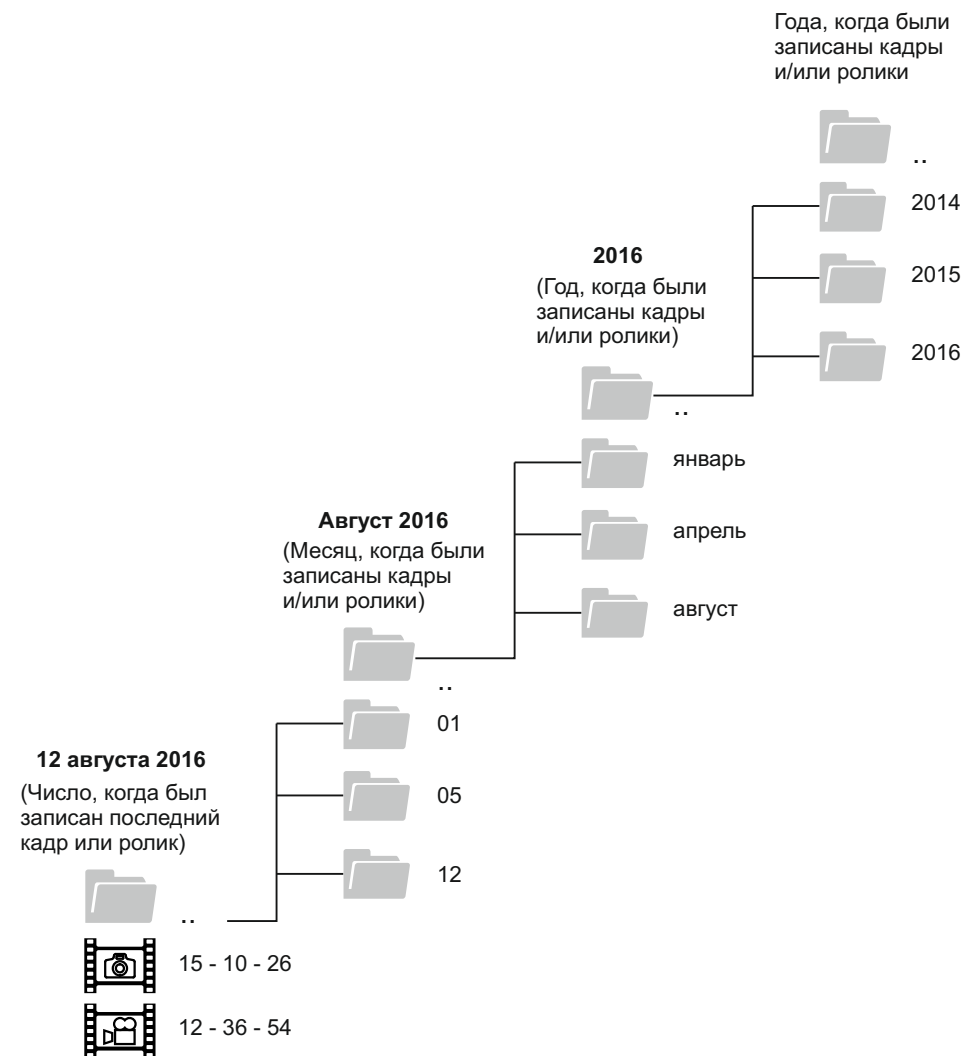 Года, когда были
записаны кадры
и/или ролики
..
2014
2015
2016
2016
(Год, когда были
записаны кадры
и/или ролики)
..
январь
апрель
август
Август 2016
(Месяц, когда были
записаны кадры
и/или ролики)
..
01
05
12
12 августа 2016
(Число, когда был
записан последний
кадр или ролик)
..
15 - 10 - 26
12 - 36 - 54